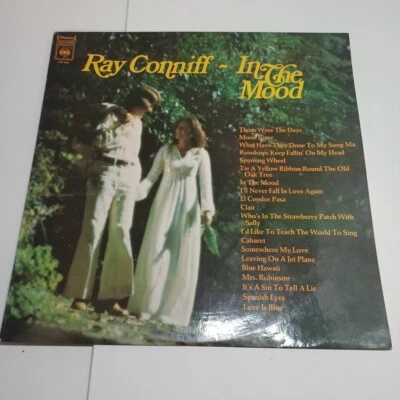 Ray Conniff ~ In The
Mood
CBS
Those Were The Days
Moon River
What Have They Done To My Song Ma
Raindrops Keep Fallin' On My Head
Spinning Wheel
Tie A Yellow Ribbon Round The Old
Oak Tree
In The Mood
I'll Never Fall In Love Again
El Condor Pasa
Clair
Who's In The Strawberry Patch With
Sally
I'd Like To Teach The World To Sing
Cabaret
Somewhere My Love
Leaving On A Jet Plane
Blue Hawaii
Mrs. Robinson
It's A Sin To Tell A Lie
Spanish Eyes
Love Is Blue